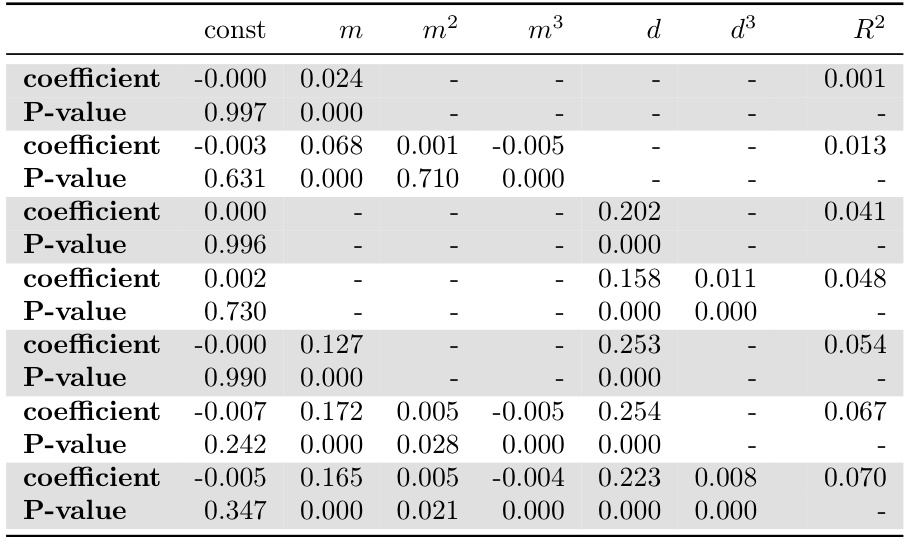 const m m² m³ d d³ R²
coefficient -0.000 0.024 - - - - 0.001
P-value 0.997 0.000 - - - - -
coefficient -0.003 0.068 0.001 -0.005 - - 0.013
P-value 0.631 0.000 0.710 0.000 - - -
coefficient 0.000 - - - 0.202 - 0.041
P-value 0.996 - - - 0.000 - -
coefficient 0.002 - - - 0.158 0.011 0.048
P-value 0.730 - - - 0.000 0.000 -
coefficient -0.000 0.127 - - 0.253 - 0.054
P-value 0.990 0.000 - - 0.000 - -
coefficient -0.007 0.172 0.005 -0.005 0.254 - 0.067
P-value 0.242 0.000 0.028 0.000 0.000 - -
coefficient -0.005 0.165 0.005 -0.004 0.223 0.008 0.070
P-value 0.347 0.000 0.021 0.000 0.000 0.000 -